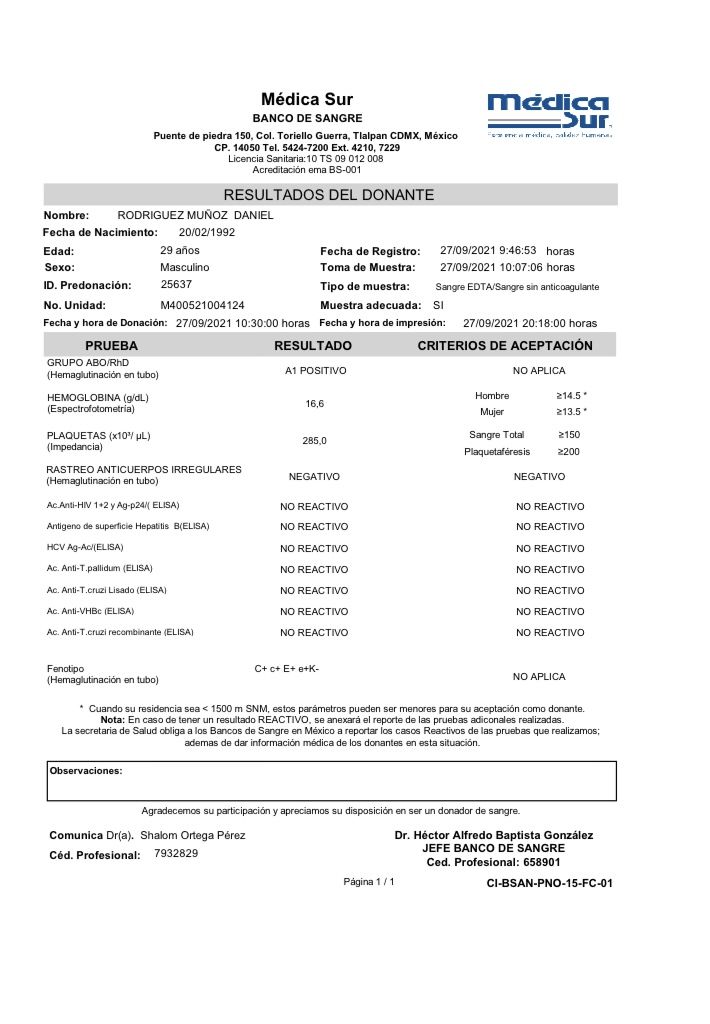 Médica Sur
BANCO DE SANGRE
Puente de piedra 150, Col. Toriello Guerra, Tlalpan CDMX, México
CP. 14050 Tel. 5424-7200 Ext. 4210, 7229
Licencia Sanitaria:10 TS 09 012 008
Acreditación ema BS-001
médica
Sur
Excelencia médica, calidez humana
RESULTADOS DEL DONANTE
Nombre: RODRIGUEZ MUÑOZ DANIEL
Fecha de Nacimiento: 20/02/1992
Edad: 29 años Fecha de Registro: 27/09/2021 9:46:53 horas
Sexo: Masculino Toma de Muestra: 27/09/2021 10:07:06 horas
ID. Predonación: 25637 Tipo de muestra: Sangre EDTA/Sangre sin anticoagulante
No. Unidad: M400521004124 Muestra adecuada: SI
Fecha y hora de Donación: 27/09/2021 10:30:00 horas Fecha y hora de impresión: 27/09/2021 20:18:00 horas
PRUEBA RESULTADO CRITERIOS DE ACEPTACIÓN
GRUPO ABO/RhD
(Hemaglutinación en tubo) A1 POSITIVO NO APLICA
HEMOGLOBINA (g/dL) Hombre ≥14.5 *
(Espectrofotometría) 16,6 Mujer ≥13.5 *
PLAQUETAS (x10³/ µL) Sangre Total ≥150
(Impedancia) 285,0 Plaquetaféresis ≥200
RASTREO ANTICUERPOS IRREGULARES
(Hemaglutinación en tubo) NEGATIVO NEGATIVO
Ac.Anti-HIV 1+2 y Ag-p24/( ELISA) NO REACTIVO NO REACTIVO
Antigeno de superficie Hepatitis B(ELISA) NO REACTIVO NO REACTIVO
HCV Ag-Ac/(ELISA) NO REACTIVO NO REACTIVO
Ac. Anti-T.pallidum (ELISA) NO REACTIVO NO REACTIVO
Ac. Anti-T.cruzi Lisado (ELISA) NO REACTIVO NO REACTIVO
Ac. Anti-VHBc (ELISA) NO REACTIVO NO REACTIVO
Ac. Anti-T.cruzi recombinante (ELISA) NO REACTIVO NO REACTIVO
Fenotipo C+ c+ E+ e+K-
(Hemaglutinación en tubo) NO APLICA
* Cuando su residencia sea < 1500 m SNM, estos parámetros pueden ser menores para su aceptación como donante.
Nota: En caso de tener un resultado REACTIVO, se anexará el reporte de las pruebas adiconales realizadas.
La secretaria de Salud obliga a los Bancos de Sangre en México a reportar los casos Reactivos de las pruebas que realizamos;
ademas de dar información médica de los donantes en esta situación.
Observaciones:
Agradecemos su participación y apreciamos su disposición en ser un donador de sangre.
Comunica Dr(a). Shalom Ortega Pérez Dr. Héctor Alfredo Baptista González
Céd. Profesional: 7932829 JEFE BANCO DE SANGRE
Ced. Profesional: 658901
Página 1 / 1 CI-BSAN-PNO-15-FC-01